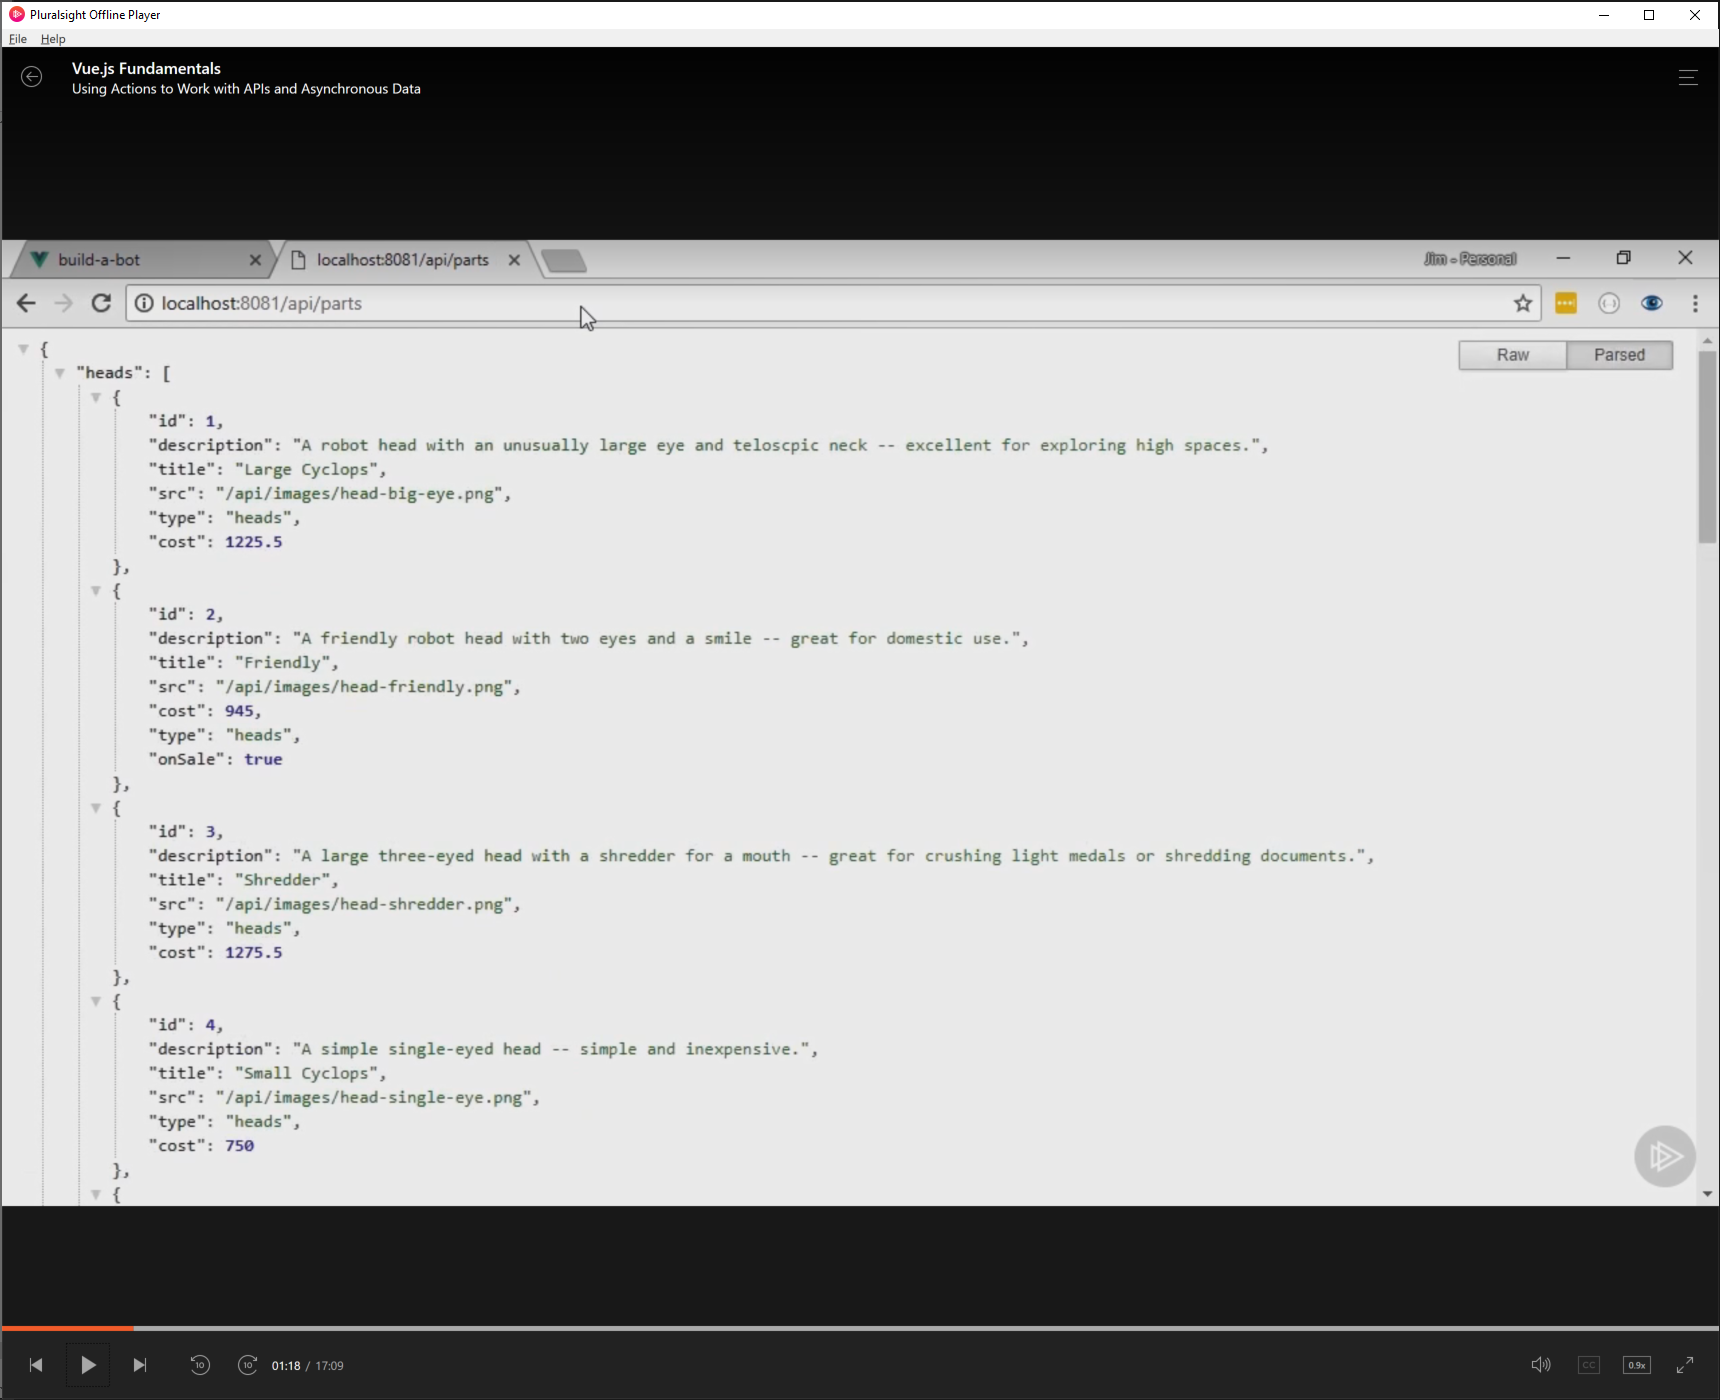 Pluralsight Offline Player
File Help
Vue.js Fundamentals
Using Actions to Work with APIs and Asynchronous Data
build-a-bot
localhost:8081/api/parts
Jim - Personal
localhost:8081/api/parts
Raw Parsed
{
"heads": [
{
"id": 1,
"description": "A robot head with an unusually large eye and teloscpic neck -- excellent for exploring high spaces.",
"title": "Large Cyclops",
"src": "/api/images/head-big-eye.png",
"type": "heads",
"cost": 1225.5
},
{
"id": 2,
"description": "A friendly robot head with two eyes and a smile -- great for domestic use.",
"title": "Friendly",
"src": "/api/images/head-friendly.png",
"cost": 945,
"type": "heads",
"onSale": true
},
{
"id": 3,
"description": "A large three-eyed head with a shredder for a mouth -- great for crushing light medals or shredding documents.",
"title": "Shredder",
"src": "/api/images/head-shredder.png",
"type": "heads",
"cost": 1275.5
},
{
"id": 4,
"description": "A simple single-eyed head -- simple and inexpensive.",
"title": "Small Cyclops",
"src": "/api/images/head-single-eye.png",
"type": "heads",
"cost": 750
},
{
10 10 01:18 / 17:09 CC 0.9x